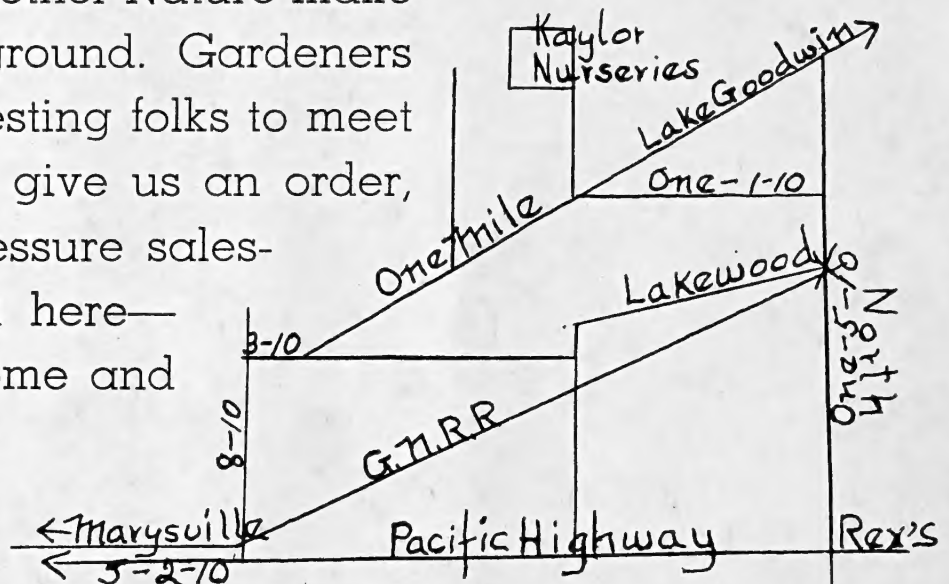 other Nature make
ground. Gardeners
esting folks to meet
give us an order,
essure sales-
here—
ome and
Kaylor
Nurseries
Lake Goodwin
One-1-10
One mile
Lakewood
3-10
One-5-10
North
8-10
G.N.R.R
←Marysville
Pacific Highway
Rex's
5-2-10